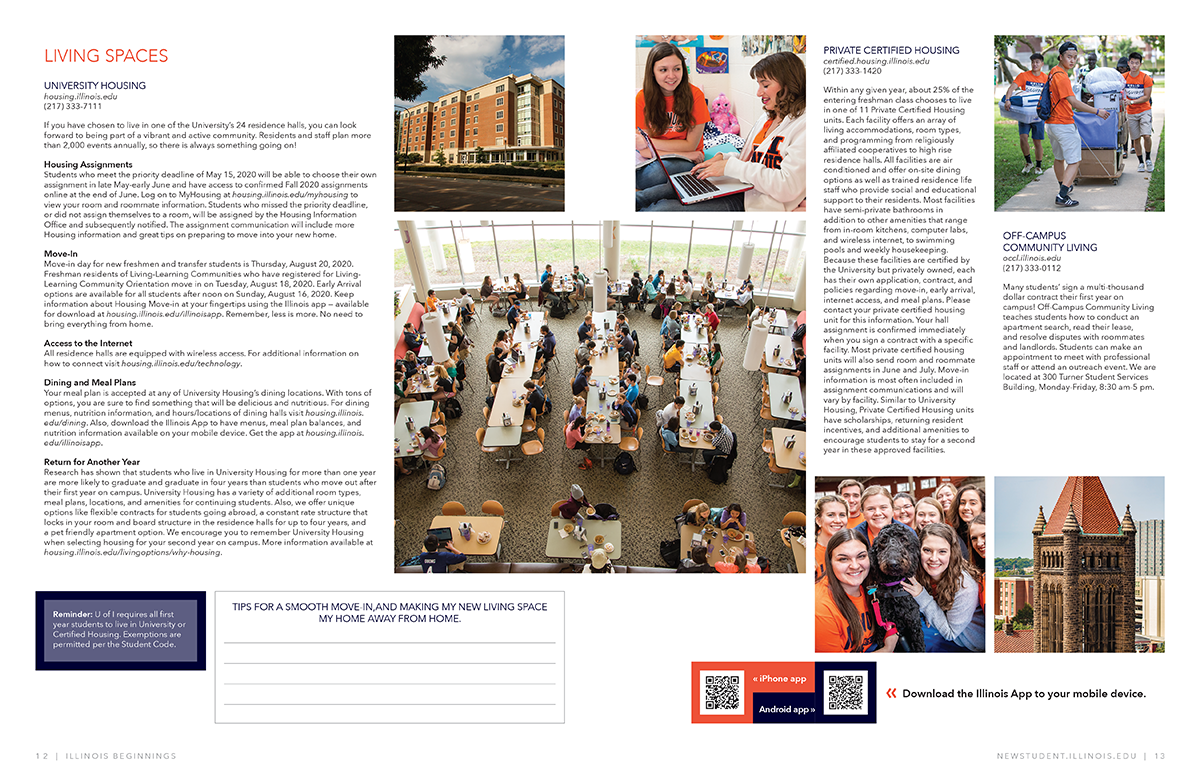 LIVING SPACES
UNIVERSITY HOUSING
housing.illinois.edu
(217) 333-7111
If you have chosen to live in one of the University's 24 residence halls, you can look
forward to being part of a vibrant and active community. Residents and staff plan more
than 2,000 events annually, so there is always something going on!
Housing Assignments
Students who meet the priority deadline of May 15, 2020 will be able to choose their own
assignment in late May-early June and have access to confirmed Fall 2020 assignments
online at the end of June. Log on to MyHousing at housing.illinois.edu/myhousing to
view your room and roommate information. Students who missed the priority deadline,
or did not assign themselves to a room, will be assigned by the Housing Information
Office and subsequently notified. The assignment communication will include more
Housing information and great tips on preparing to move into your new home.
Move-In
Move-in day for new freshmen and transfer students is Thursday, August 20, 2020.
Freshman residents of Living-Learning Communities who have registered for Living-
Learning Community Orientation move in on Tuesday, August 18, 2020. Early Arrival
options are available for all students after noon on Sunday, August 16, 2020. Keep
information about Housing Move-in at your fingertips using the Illinois app – available
for download at housing.illinois.edu/illinoisapp. Remember, less is more. No need to
bring everything from home.
Access to the Internet
All residence halls are equipped with wireless access. For additional information on
how to connect visit housing.illinois.edu/technology.
Dining and Meal Plans
Your meal plan is accepted at any of University Housing's dining locations. With tons of
options, you are sure to find something that will be delicious and nutritious. For dining
menus, nutrition information, and hours/locations of dining halls visit housing.illinois.
edu/dining. Also, download the Illinois App to have menus, meal plan balances, and
nutrition information available on your mobile device. Get the app at housing.illinois.
edu/illinoisapp.
Return for Another Year
Research has shown that students who live in University Housing for more than one year
are more likely to graduate and graduate in four years than students who move out after
their first year on campus. University Housing has a variety of additional room types,
meal plans, locations, and amenities for continuing students. Also, we offer unique
options like flexible contracts for students going abroad, a constant rate structure that
locks in your room and board structure in the residence halls for up to four years, and
a pet friendly apartment option. We encourage you to remember University Housing
when selecting housing for your second year on campus. More information available at
housing.illinois.edu/livingoptions/why-housing.
Reminder: U of I requires all first
year students to live in University or
Certified Housing. Exemptions are
permitted per the Student Code.
TIPS FOR A SMOOTH MOVE-IN,AND MAKING MY NEW LIVING SPACE
MY HOME AWAY FROM HOME.
12 | ILLINOIS BEGINNINGS
PRIVATE CERTIFIED HOUSING
certified.housing.illinois.edu
(217) 333-1420
Within any given year, about 25% of the
entering freshman class chooses to live
in one of 11 Private Certified Housing
units. Each facility offers an array of
living accommodations, room types,
and programming from religiously
affiliated cooperatives to high rise
residence halls. All facilities are air
conditioned and offer on-site dining
options as well as trained residence life
staff who provide social and educational
support to their residents. Most facilities
have semi-private bathrooms in
addition to other amenities that range
from in-room kitchens, computer labs,
and wireless internet, to swimming
pools and weekly housekeeping.
Because these facilities are certified by
the University but privately owned, each
has their own application, contract, and
policies regarding move-in, early arrival,
internet access, and meal plans. Please
contact your private certified housing
unit for this information. Your hall
assignment is confirmed immediately
when you sign a contract with a specific
facility. Most private certified housing
units will also send room and roommate
assignments in June and July. Move-in
information is most often included in
assignment communications and will
vary by facility. Similar to University
Housing, Private Certified Housing units
have scholarships, returning resident
incentives, and additional amenities to
encourage students to stay for a second
year in these approved facilities.
OFF-CAMPUS
COMMUNITY LIVING
occl.illinois.edu
(217) 333-0112
Many students' sign a multi-thousand
dollar contract their first year on
campus! Off-Campus Community Living
teaches students how to conduct an
apartment search, read their lease,
and resolve disputes with roommates
and landlords. Students can make an
appointment to meet with professional
staff or attend an outreach event. We are
located at 300 Turner Student Services
Building, Monday-Friday, 8:30 am-5 pm.
« iPhone app
Android app »
« Download the Illinois App to your mobile device.
NEWSTUDENT.ILLINOIS.EDU | 13